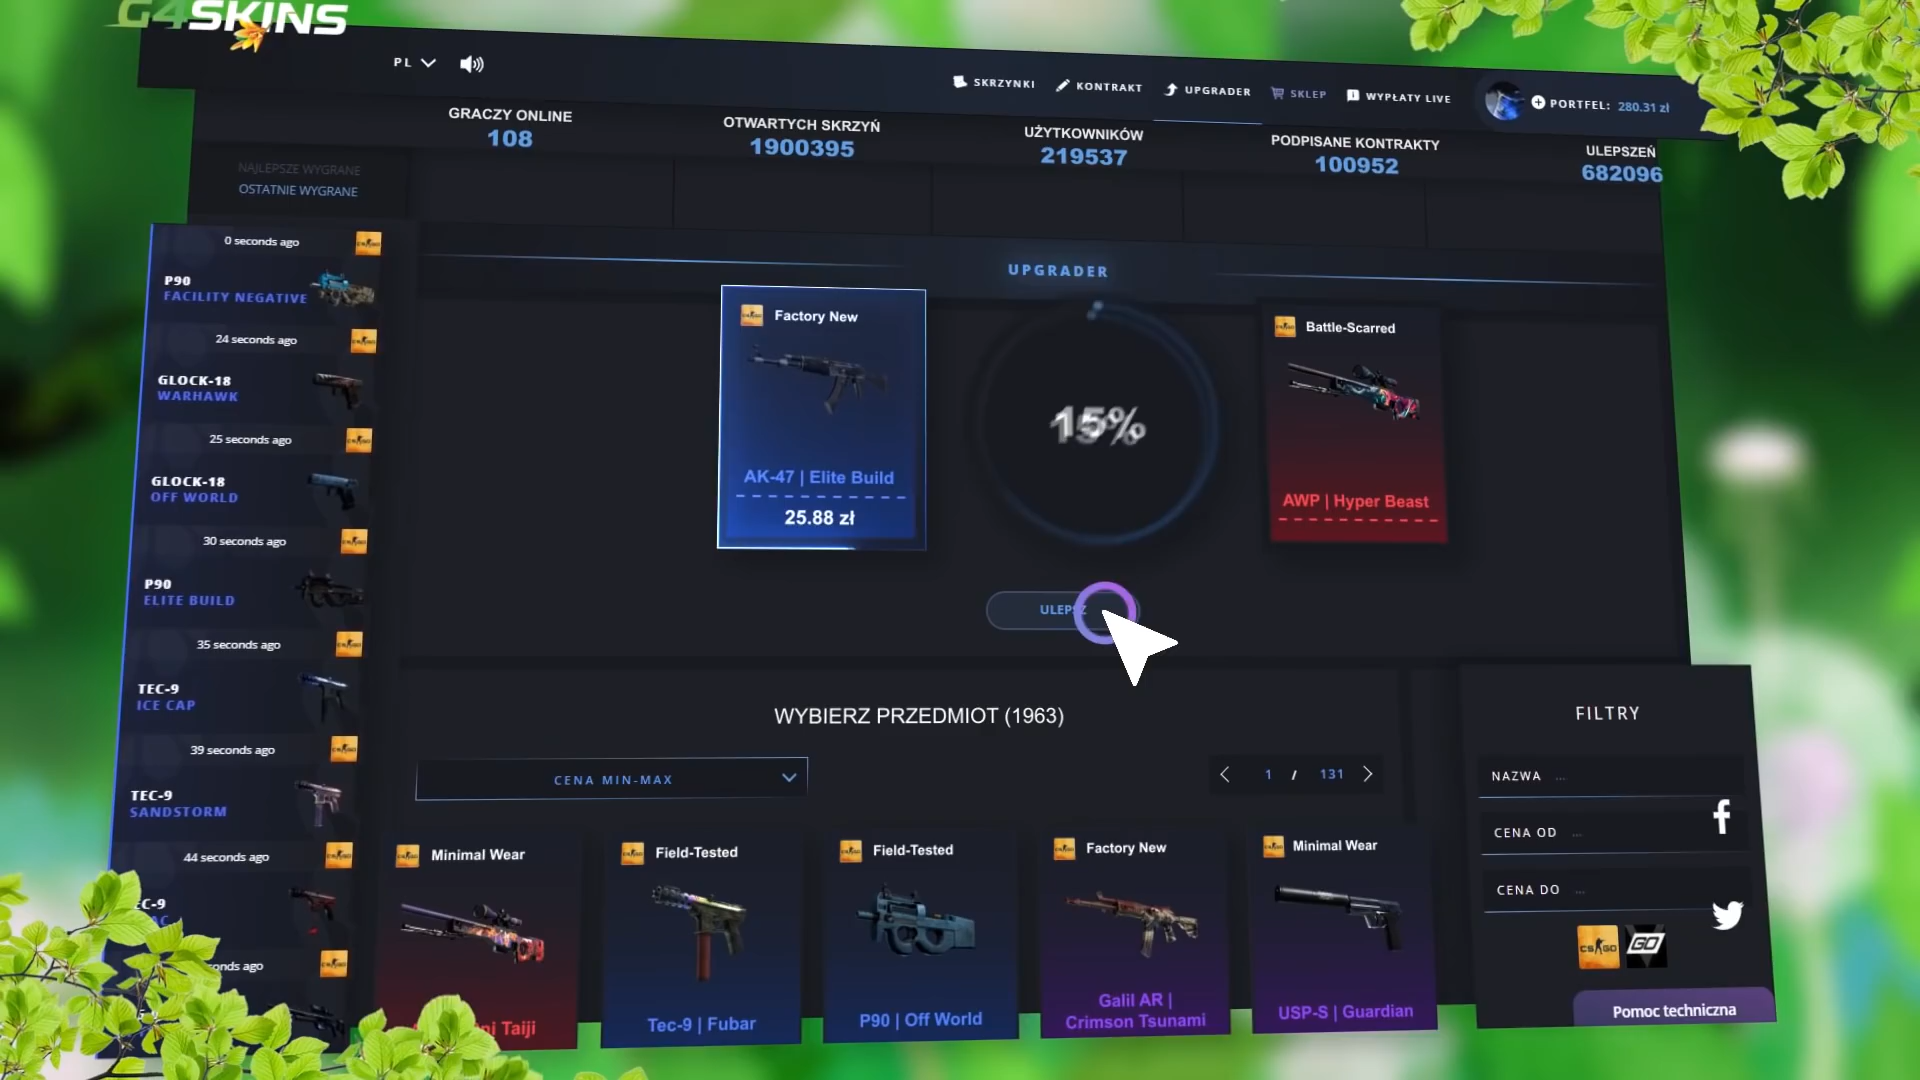 G4SKINS
PL
SKRZYNKI
KONTRAKT
UPGRADER
SKLEP
WYPŁATY LIVE
PORTFEL: 280.31 zł
GRACZY ONLINE
108
OTWARTYCH SKRZYŃ
1900395
UŻYTKOWNIKÓW
219537
PODPISANE KONTRAKTY
100952
ULEPSZEŃ
682096
NAJLEPSZE WYGRANE
OSTATNIE WYGRANE
0 seconds ago
P90
FACILITY NEGATIVE
24 seconds ago
GLOCK-18
WARHAWK
25 seconds ago
GLOCK-18
OFF WORLD
30 seconds ago
P90
ELITE BUILD
35 seconds ago
TEC-9
ICE CAP
39 seconds ago
TEC-9
SANDSTORM
44 seconds ago
UPGRADER
Factory New
AK-47 | Elite Build
25.88 zł
15%
Battle-Scarred
AWP | Hyper Beast
ULEPSZ
WYBIERZ PRZEDMIOT (1963)
CENA MIN-MAX
1 / 131
Minimal Wear
Taiji
Field-Tested
Tec-9 | Fubar
Field-Tested
P90 | Off World
Factory New
Galil AR |
Crimson Tsunami
Minimal Wear
USP-S | Guardian
FILTRY
NAZWA ...
CENA OD ...
CENA DO ...
CS GO
GO
Pomoc techniczna